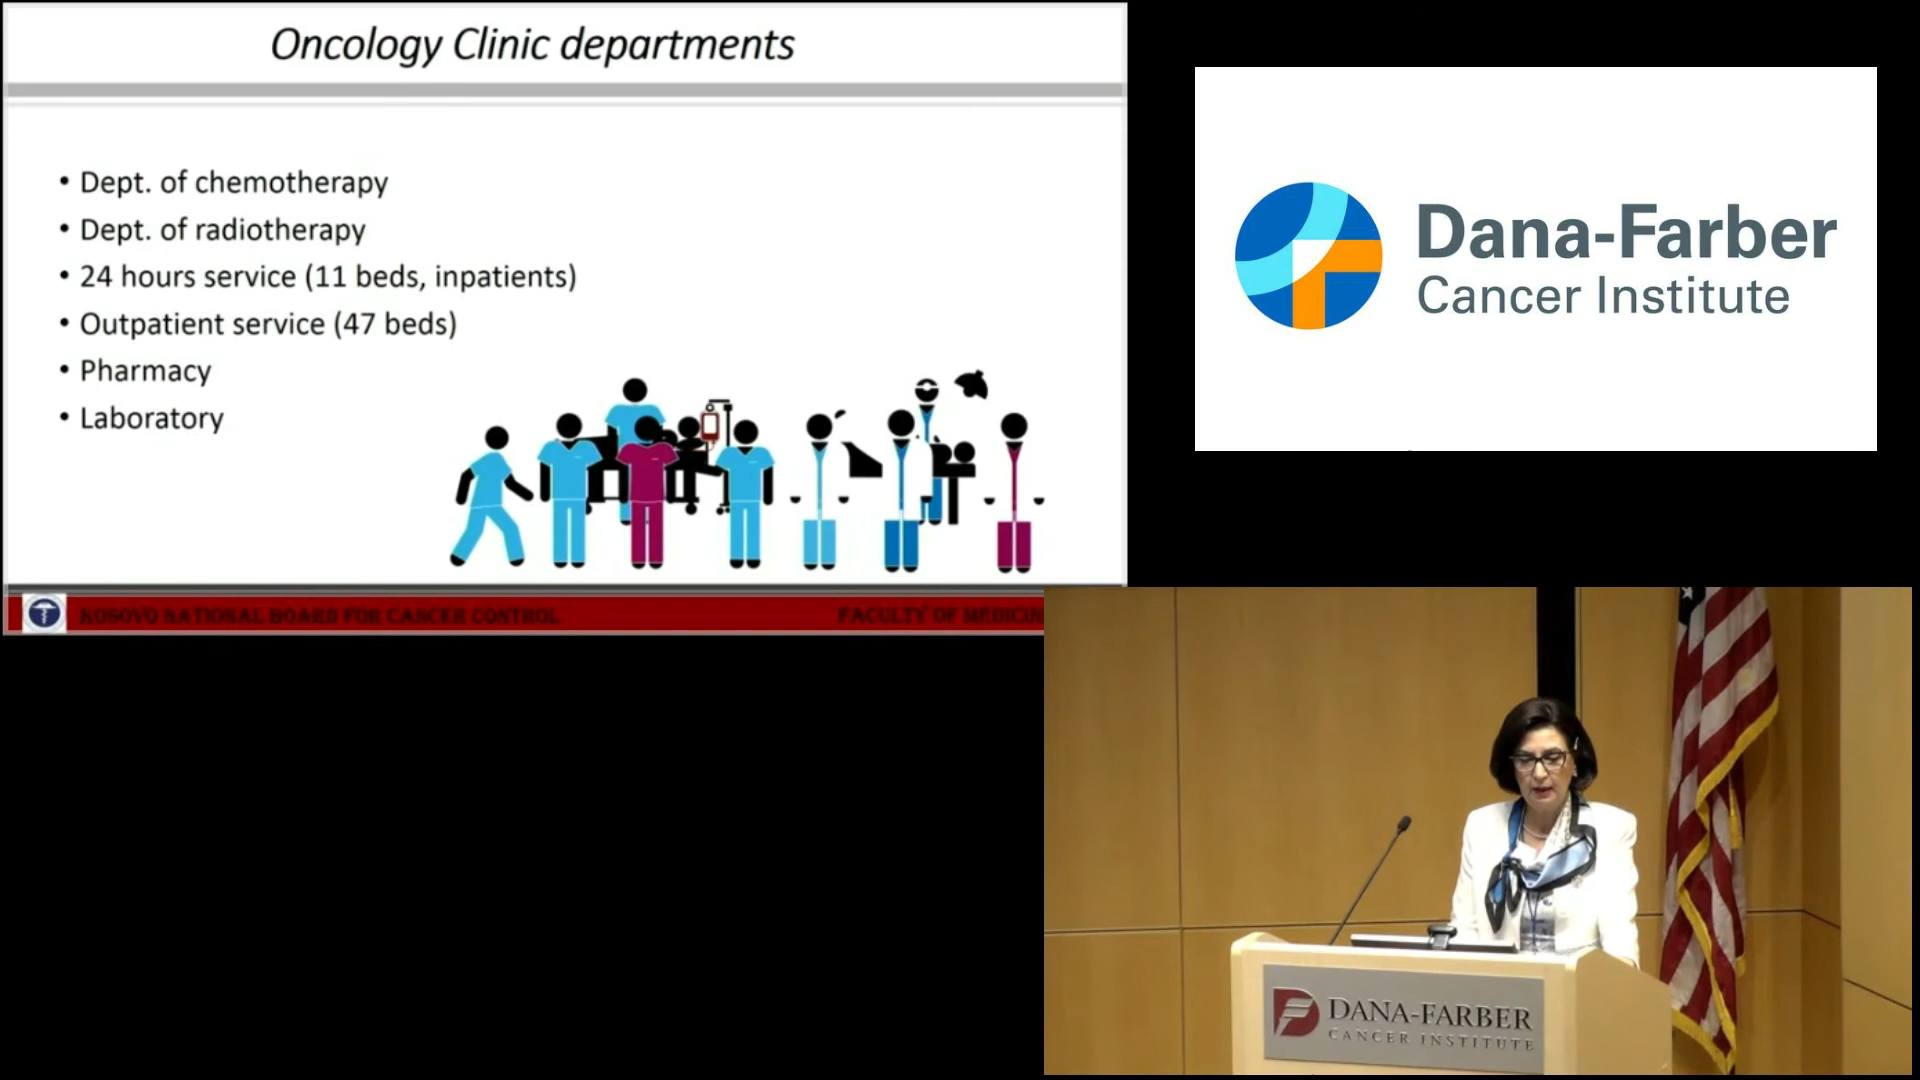 Oncology Clinic departments
• Dept. of chemotherapy
• Dept. of radiotherapy
• 24 hours service (11 beds, inpatients)
• Outpatient service (47 beds)
• Pharmacy
• Laboratory
KOSOVO NATIONAL BOARD FOR CANCER CONTROL
FACULTY OF
Dana-Farber
Cancer Institute
DANA-FARBER
CANCER INSTITUTE